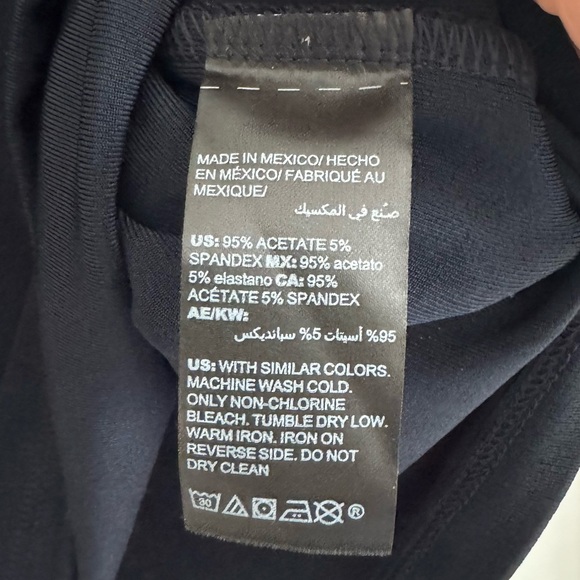 MADE IN MEXICO/ HECHO
EN MÉXICO/ FABRIQUÉ AU
MEXIQUE/
صنّع في المكسيك
US: 95% ACETATE 5%
SPANDEX MX: 95% acetato
5% elastano CA: 95%
ACÉTATE 5% SPANDEX
AE/KW:
95% أسيتات 5% سبانديكس
US: WITH SIMILAR COLORS.
MACHINE WASH COLD.
ONLY NON-CHLORINE
BLEACH. TUMBLE DRY LOW.
WARM IRON. IRON ON
REVERSE SIDE. DO NOT
DRY CLEAN
30 ®